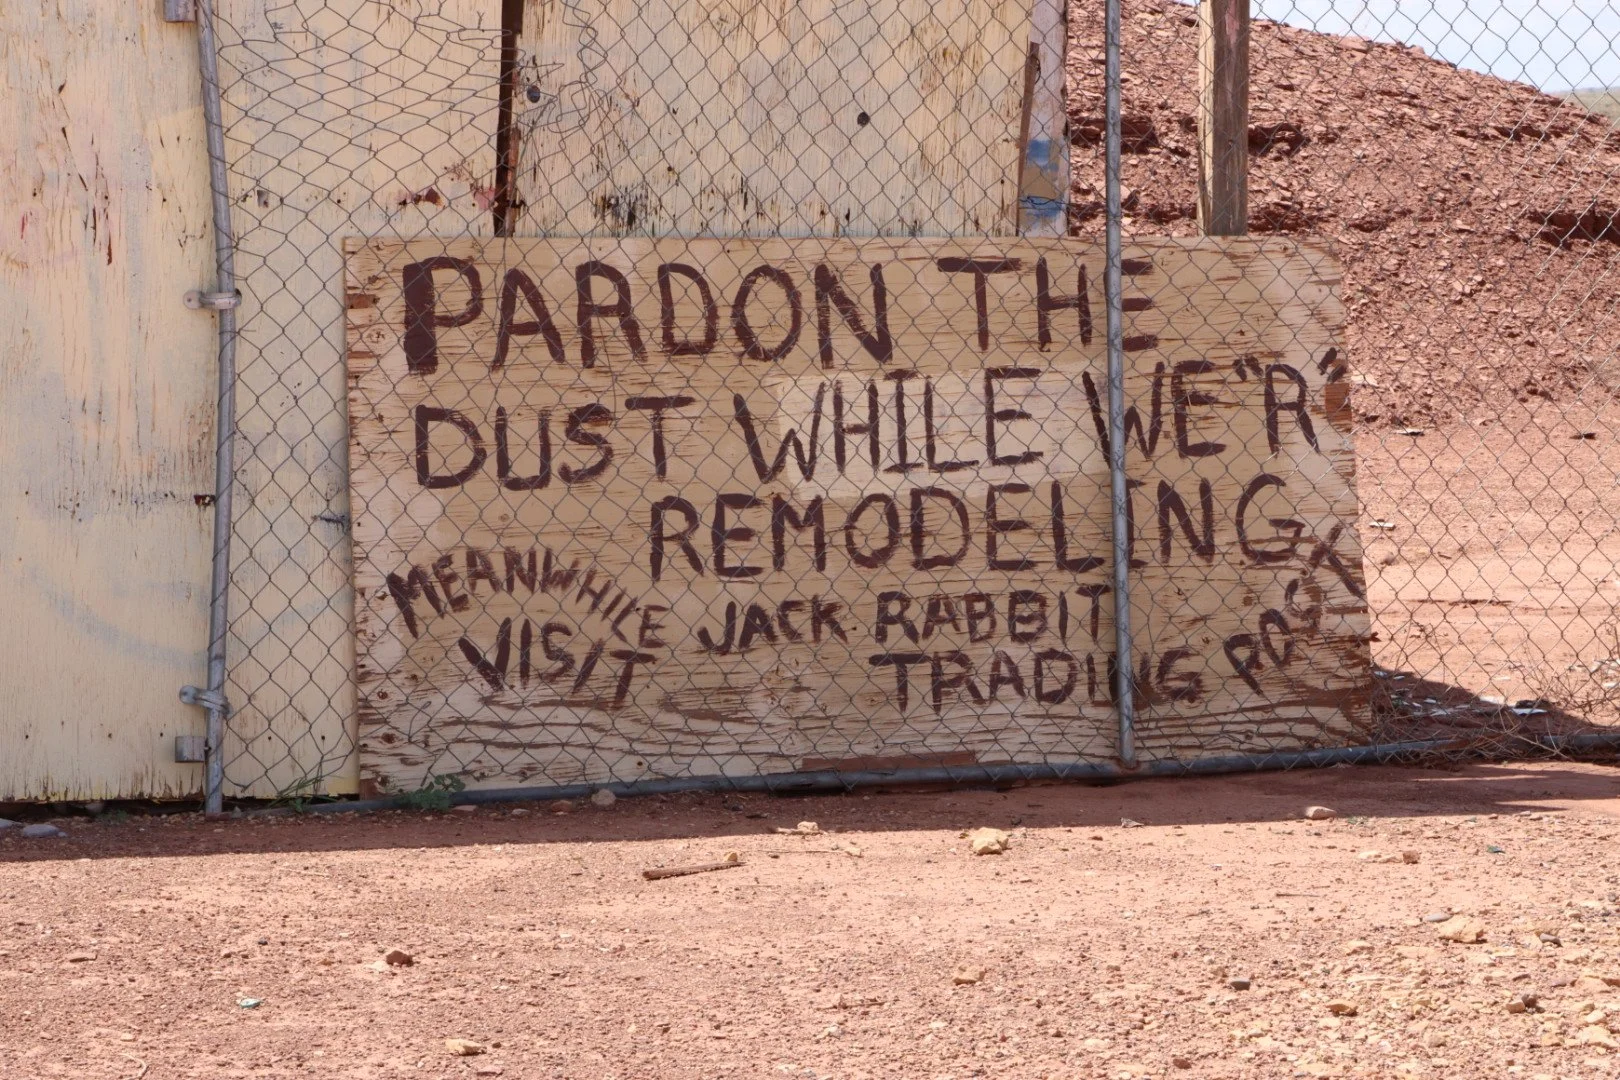 PARDON THE
DUST WHILE WE"R"
REMODELING
MEANWHILE
VISIT JACK RABBIT
TRADING POST